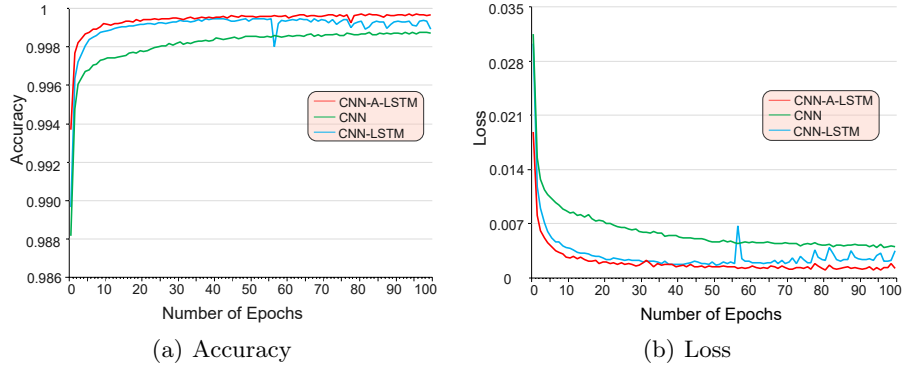 1
0.998
0.996
0.994
0.992
0.990
0.988
0.986
Accuracy
CNN-A-LSTM
CNN
CNN-LSTM
0 10 20 30 40 50 60 70 80 90 100
Number of Epochs
(a) Accuracy
0.035
0.031
0.021
0.014
0.007
0
Loss
CNN-A-LSTM
CNN
CNN-LSTM
0 10 20 30 40 50 60 70 80 90 100
Number of Epochs
(b) Loss